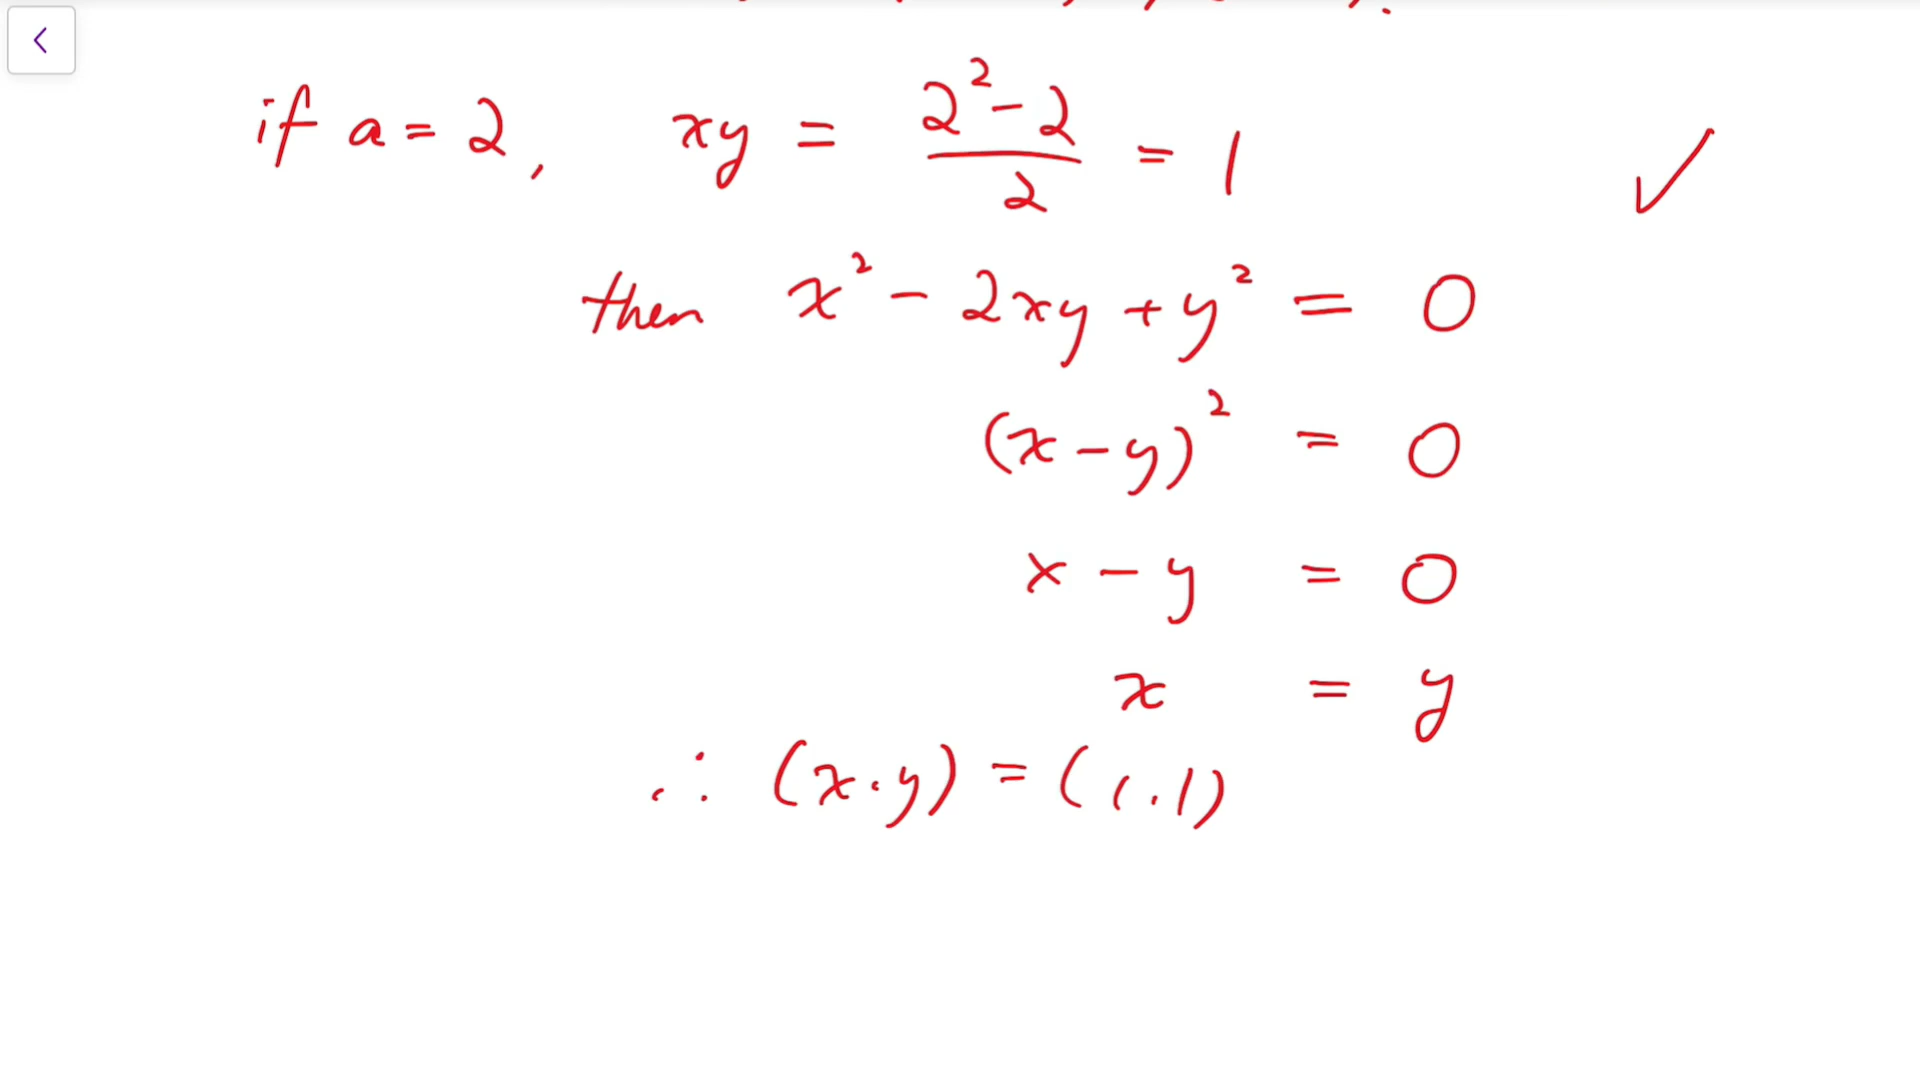 if a = 2, xy = (2² - 2)/2 = 1 ✓
then x² - 2xy + y² = 0
(x - y)² = 0
x - y = 0
x = y
∴ (x.y) = (1.1)